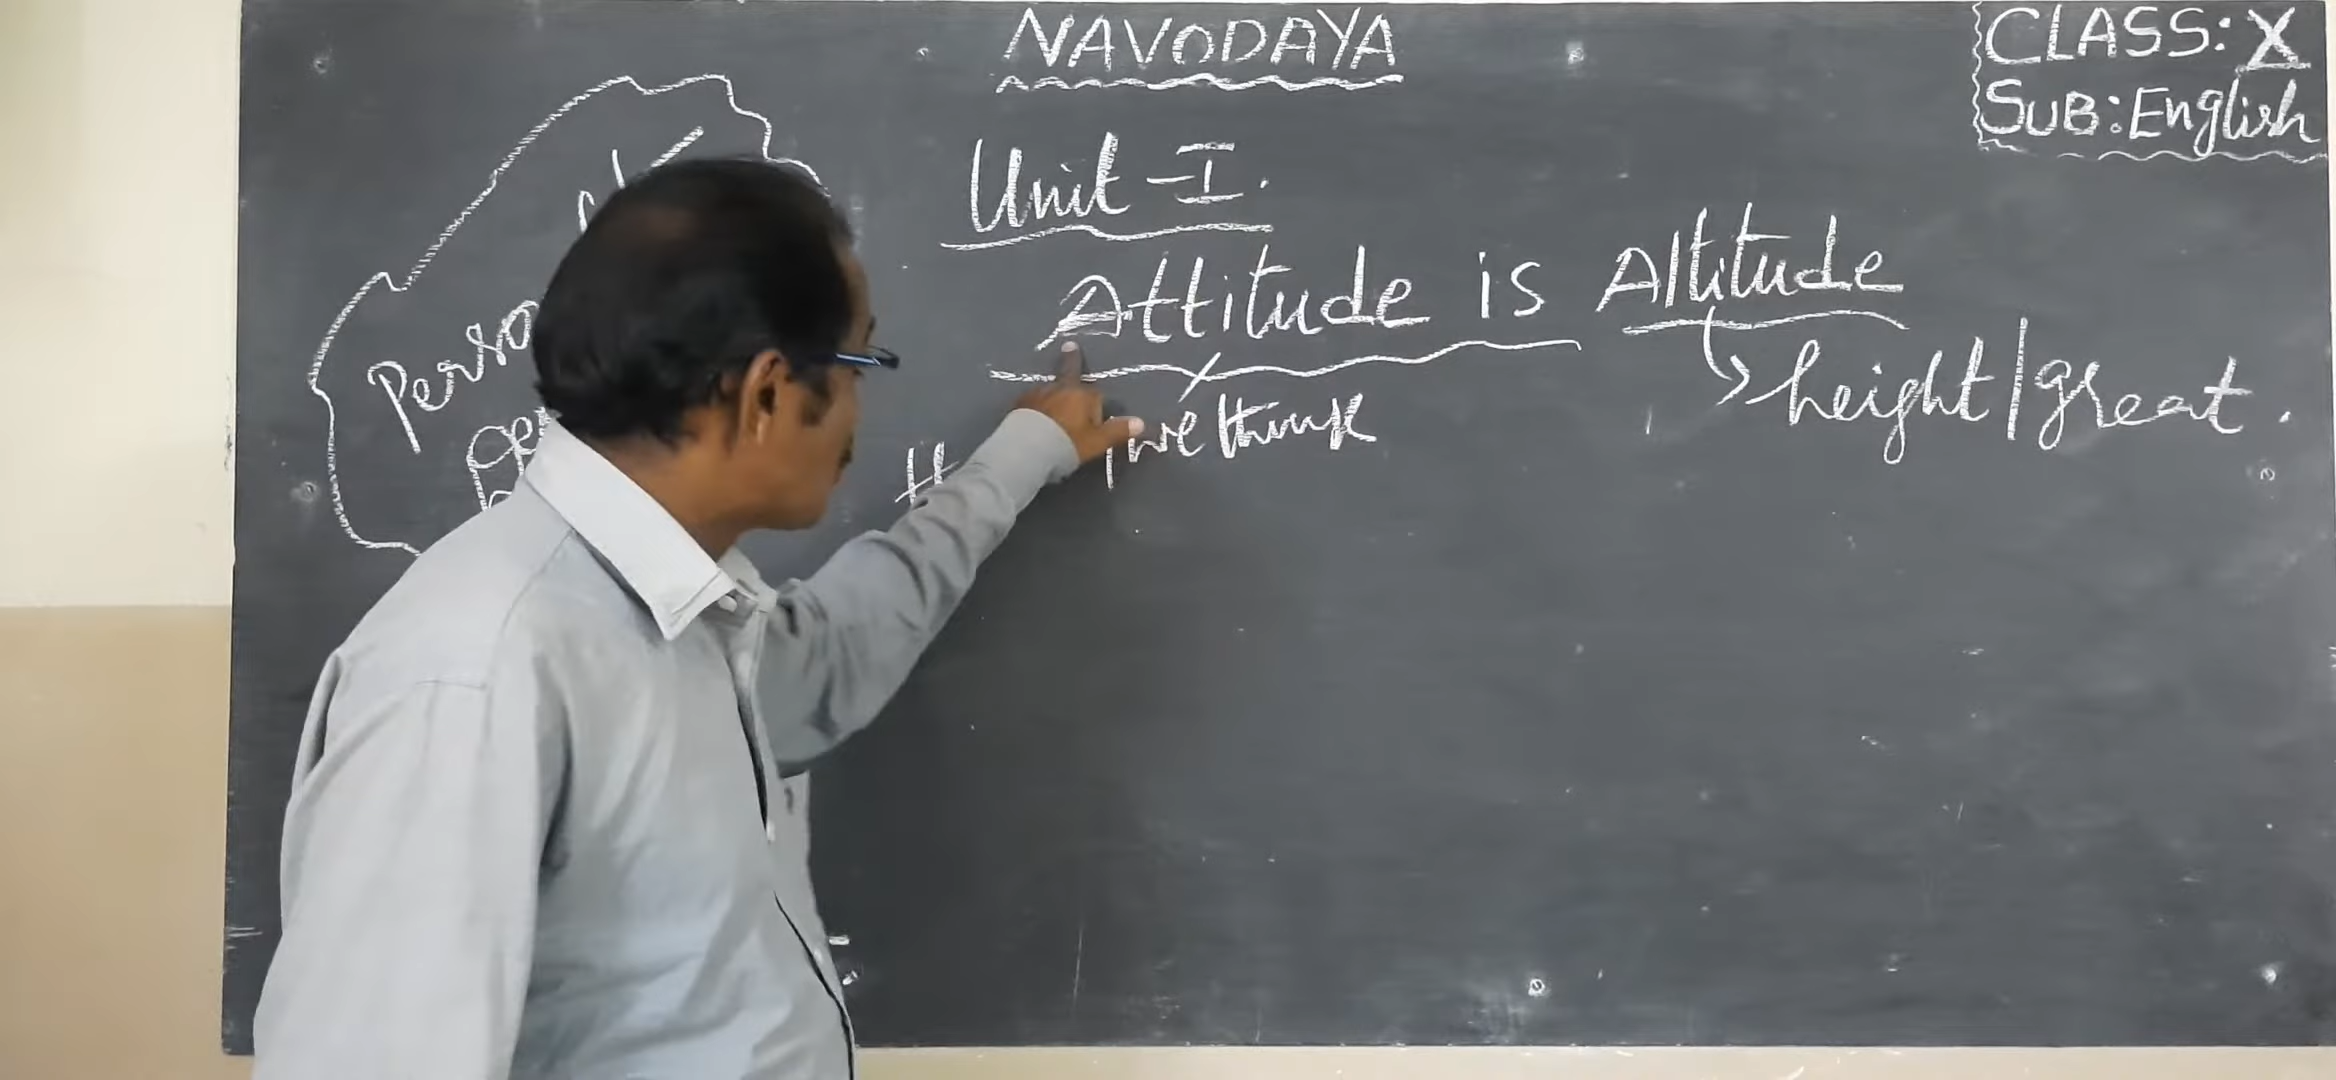 NAVODAYA
CLASS: X
SUB: English
Unit - I.
Attitude is Altitude
height/great.
we think